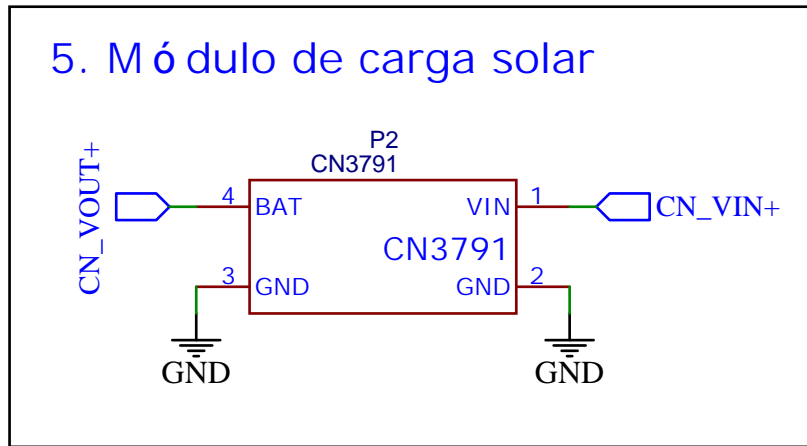 5. Módulo de carga solar
P2
CN3791
CN_VOUT+
4
BAT
VIN
1
CN_VIN+
CN3791
3
GND
GND
2
GND
GND